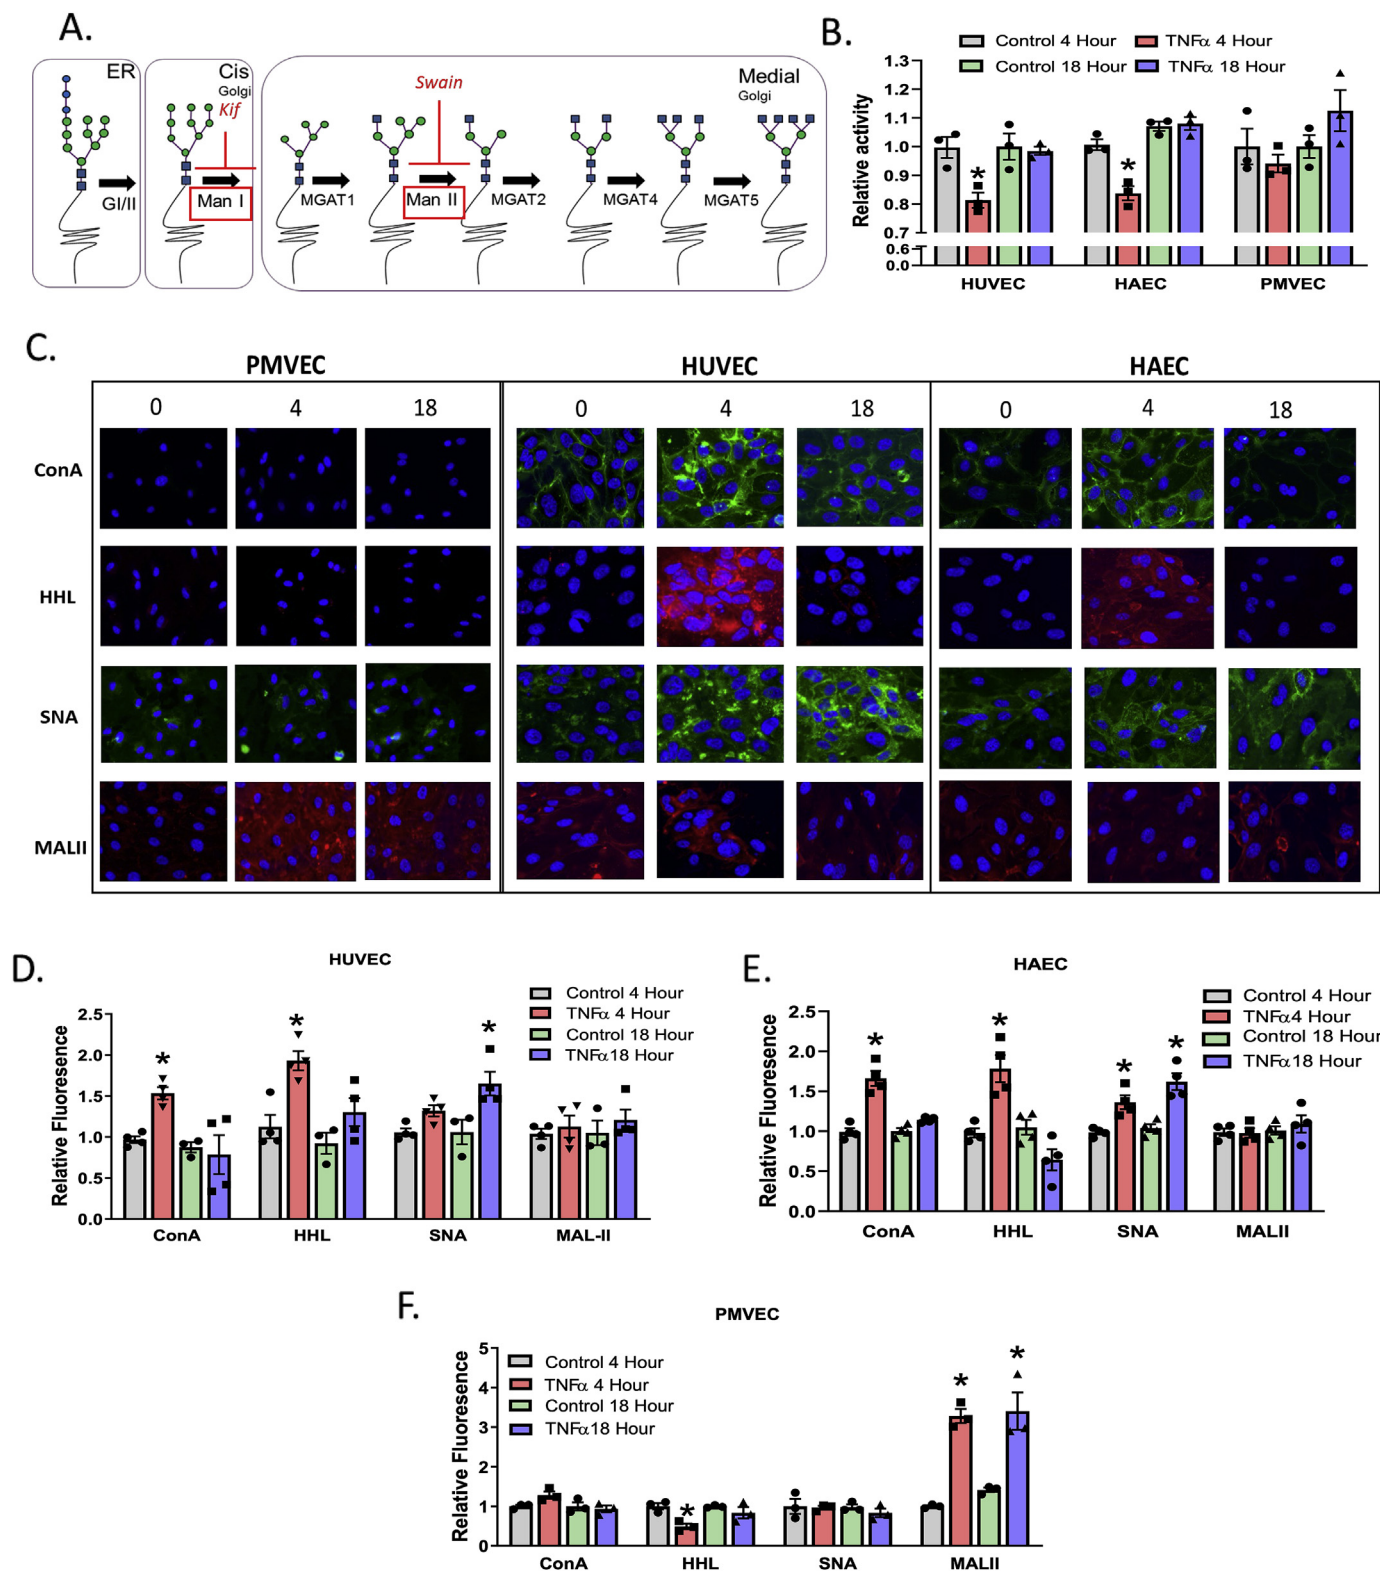 A.
ER
Cis
Golgi
Kif
Swain
Medial
Golgi
GI/II
Man I
MGAT1
Man II
MGAT2
MGAT4
MGAT5
B.
Control 4 Hour
TNFα 4 Hour
Control 18 Hour
TNFα 18 Hour
Relative activity
1.3
1.2
1.1
1.0
0.9
0.8
0.7
0.6
0.0
*
*
HUVEC
HAEC
PMVEC
C.
PMVEC
HUVEC
HAEC
0 4 18 0 4 18 0 4 18
ConA
HHL
SNA
MALII
D.
HUVEC
Control 4 Hour
TNFα 4 Hour
Control 18 Hour
TNFα18 Hour
Relative Fluoresence
2.5
2.0
1.5
1.0
0.5
0.0
* * *
ConA
HHL
SNA
MAL-II
E.
HAEC
Control 4 Hour
TNFα4 Hour
Control 18 Hour
TNFα18 Hour
Relative Fluoresence
2.5
2.0
1.5
1.0
0.5
0.0
* * * *
ConA
HHL
SNA
MALII
F.
PMVEC
Control 4 Hour
TNFα 4 Hour
Control 18 Hour
TNFα18 Hour
Relative Fluoresence
5
4
3
2
1
0
* * *
ConA
HHL
SNA
MALII